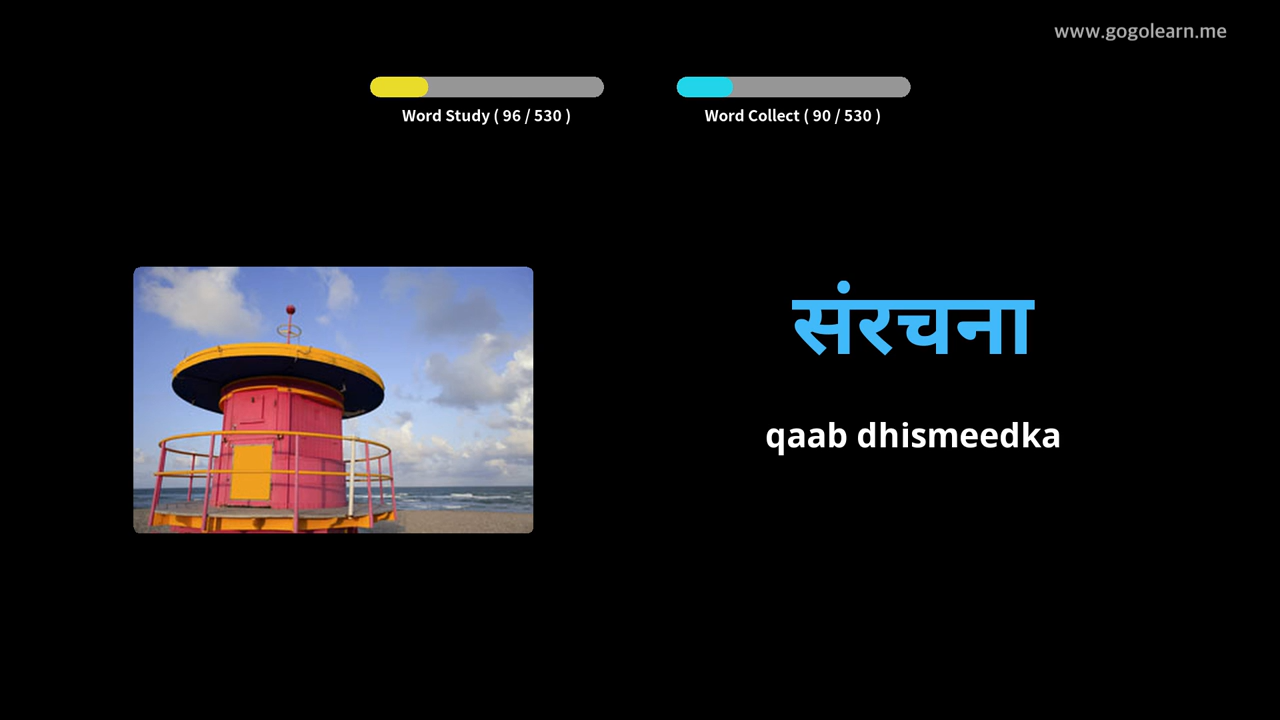 www.gogolearn.me
Word Study ( 96 / 530 )
Word Collect ( 90 / 530 )
संरचना
qaab dhismeedka